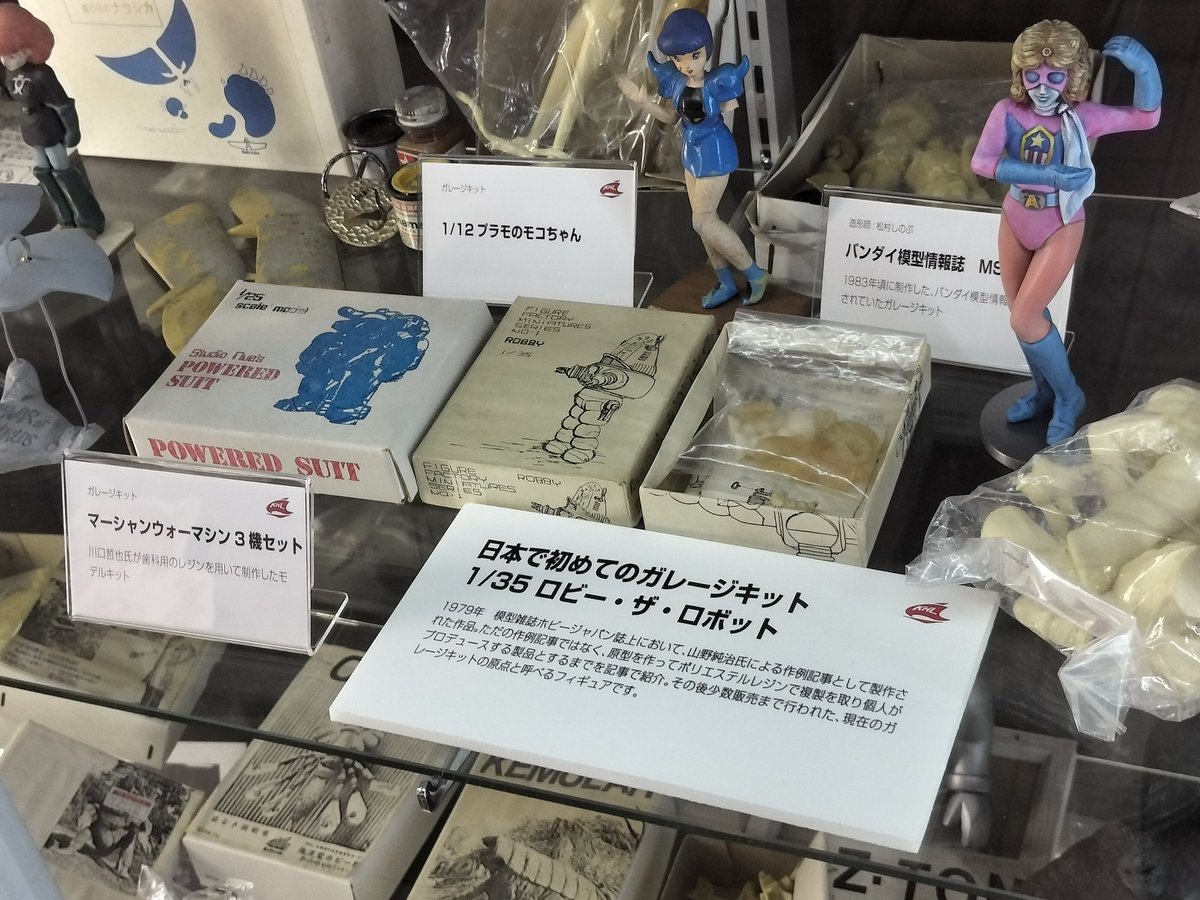 ガレージキット
KHL
1/12 プラモのモコちゃん
造形師 松村しのぶ
バンダイ模型情報誌 MS
1983年頃に制作した、バンダイ模型情報
されていたガレージキット
1/25
scale model
Studio Nue's
POWERED
SUIT
POWERED SUIT
FIGURE
FACTORY
MINIATURES
SERIES
NO.1
ROBBY
1/35
FIGURE
FACTORY
MINIATURES
SERIES
NO.1
ROBBY
A
WAR OF
ガレージキット
KHL
マーシャンウォーマシン3機セット
川口哲也氏が歯科用のレジンを用いて制作したモ
デルキット
日本で初めてのガレージキット
1/35 ロビー・ザ・ロボット
KHL
1979年 模型雑誌ホビージャパン誌上において、山野純治氏による作例記事として製作さ
れた作品。ただの作例記事ではなく、原型を作ってポリエステルレジンで複製を取り個人が
プロデュースする製品とするまでを記事で紹介。その後少数販売まで行われた、現在のガ
レージキットの原点と呼べるフィギュアです。
Z·TON